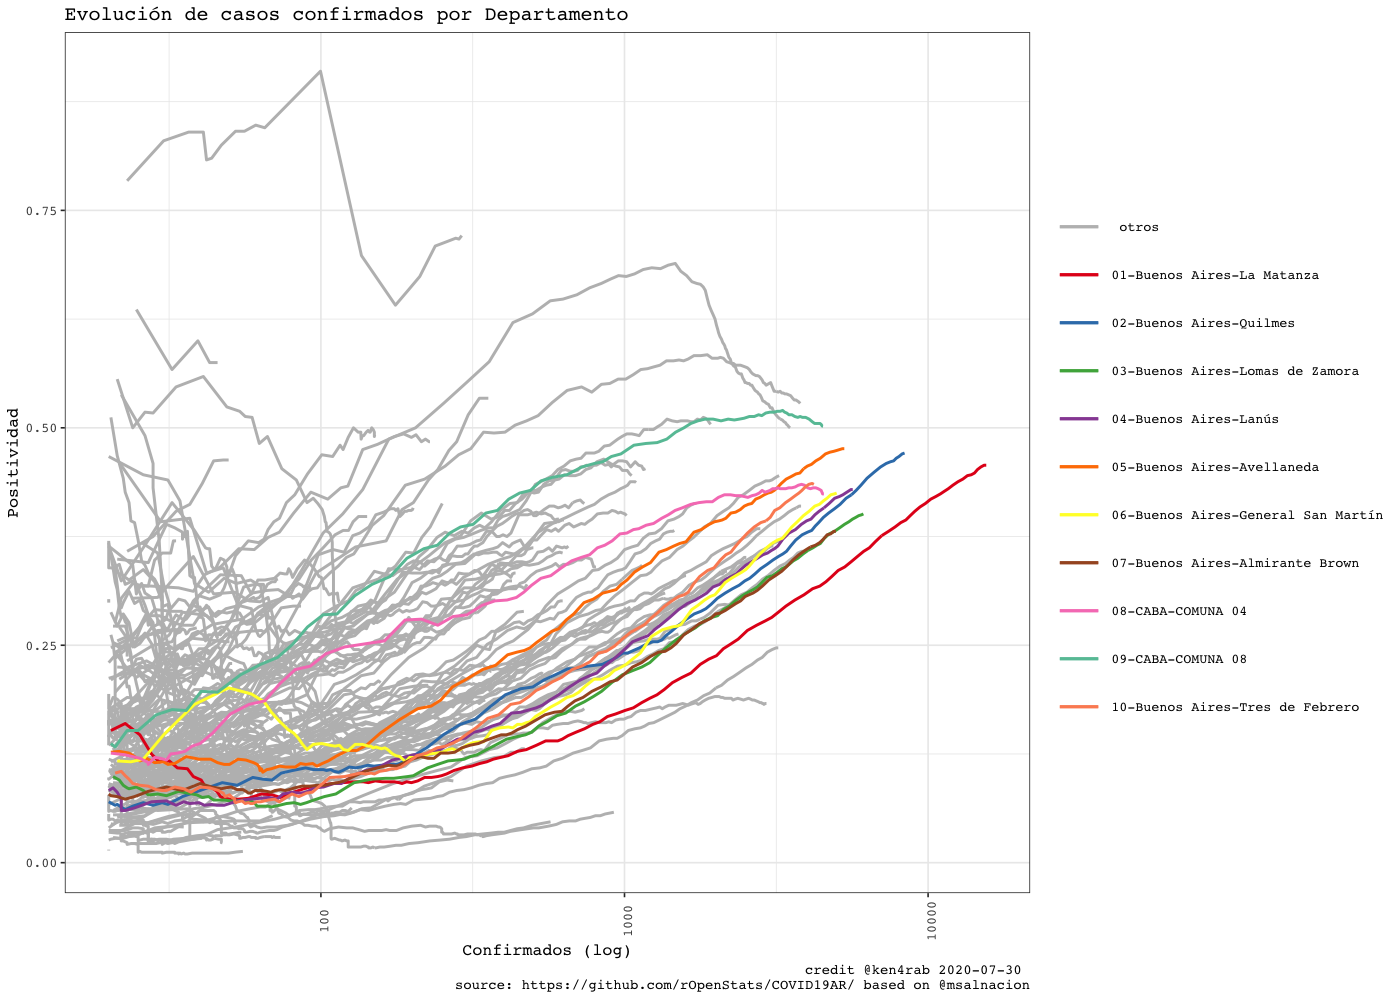 Evolución de casos confirmados por Departamento
Positividad
0.75
0.50
0.25
0.00
100
1000
10000
Confirmados (log)
otros
01-Buenos Aires-La Matanza
02-Buenos Aires-Quilmes
03-Buenos Aires-Lomas de Zamora
04-Buenos Aires-Lanús
05-Buenos Aires-Avellaneda
06-Buenos Aires-General San Martín
07-Buenos Aires-Almirante Brown
08-CABA-COMUNA 04
09-CABA-COMUNA 08
10-Buenos Aires-Tres de Febrero
credit @ken4rab 2020-07-30
source: https://github.com/rOpenStats/COVID19AR/ based on @msalnacion